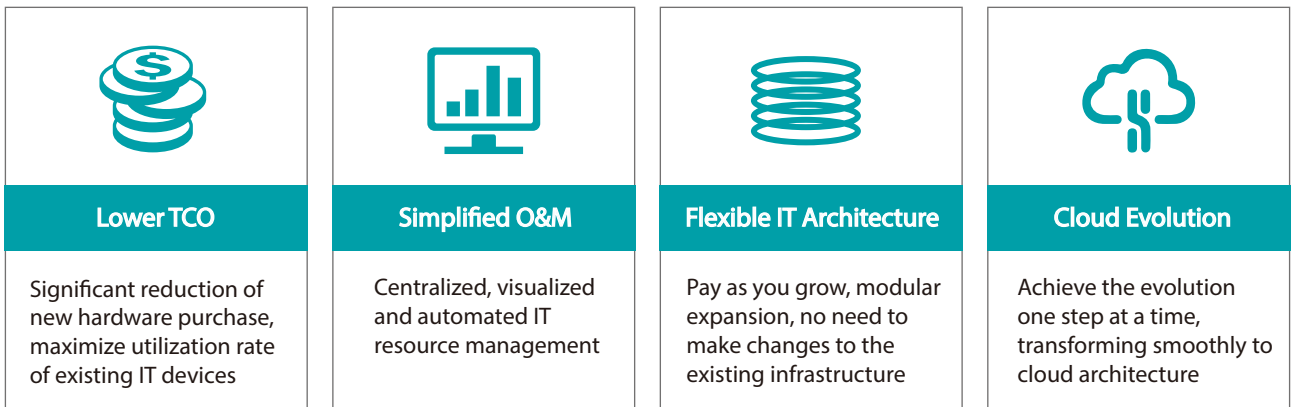 $
Lower TCO
Significant reduction of
new hardware purchase,
maximize utilization rate
of existing IT devices
Simplified O&M
Centralized, visualized
and automated IT
resource management
Flexible IT Architecture
Pay as you grow, modular
expansion, no need to
make changes to the
existing infrastructure
Cloud Evolution
Achieve the evolution
one step at a time,
transforming smoothly to
cloud architecture